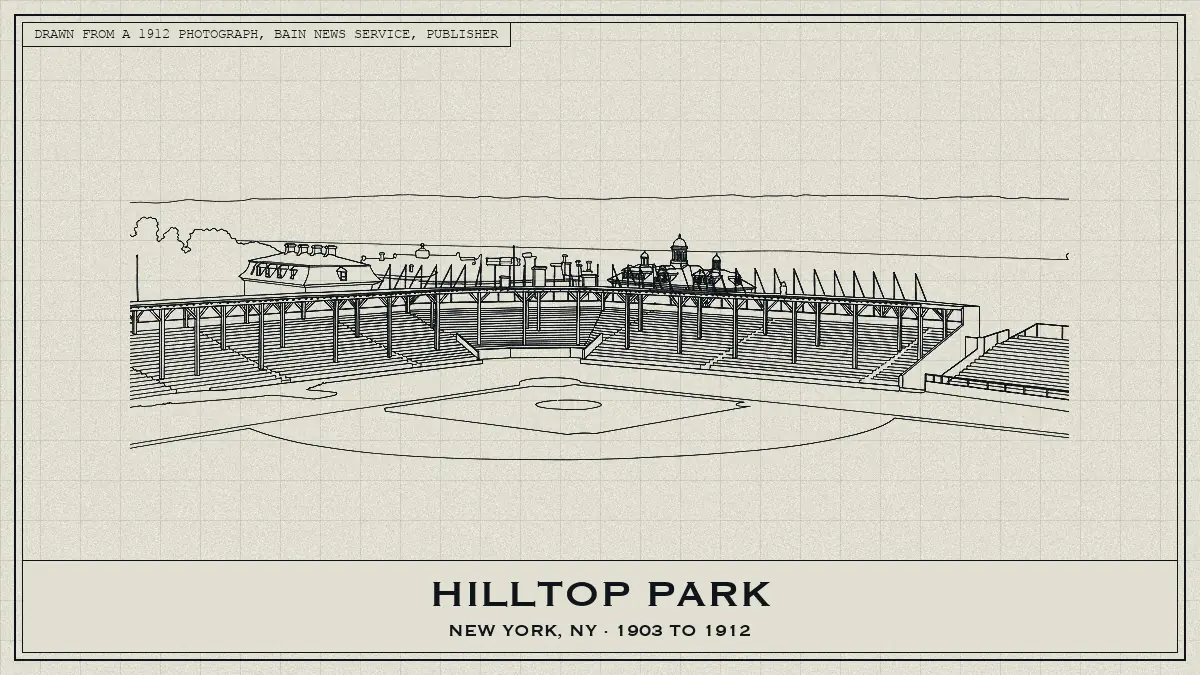 DRAWN FROM A 1912 PHOTOGRAPH, BAIN NEWS SERVICE, PUBLISHER
HILLTOP PARK
NEW YORK, NY · 1903 TO 1912